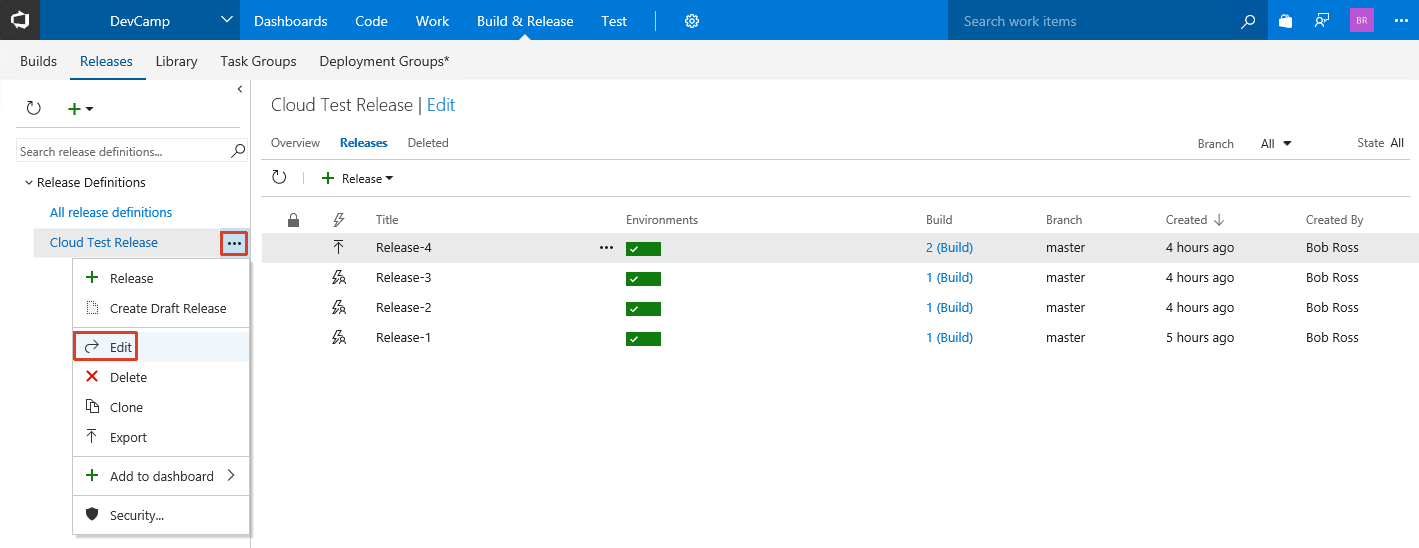 DevCamp Dashboards Code Work Build & Release Test Search work items BR
Builds Releases Library Task Groups Deployment Groups*
Cloud Test Release | Edit
Overview Releases Deleted Branch All State All
Search release definitions...
Release
Release Definitions
All release definitions
Cloud Test Release
Release
Create Draft Release
Edit
Delete
Clone
Export
Add to dashboard
Security...
Title Environments Build Branch Created Created By
Release-4 2 (Build) master 4 hours ago Bob Ross
Release-3 1 (Build) master 4 hours ago Bob Ross
Release-2 1 (Build) master 4 hours ago Bob Ross
Release-1 1 (Build) master 5 hours ago Bob Ross